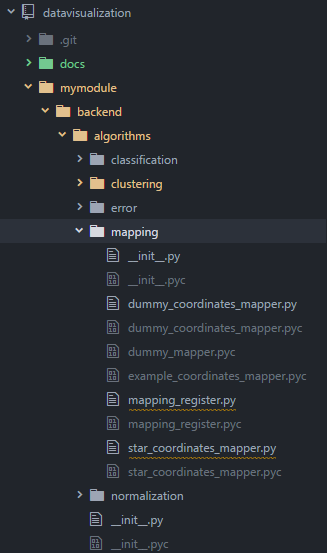 datavisualization
.git
docs
mymodule
backend
algorithms
classification
clustering
error
mapping
__init__.py
__init__.pyc
dummy_coordinates_mapper.py
dummy_coordinates_mapper.pyc
dummy_mapper.pyc
example_coordinates_mapper.pyc
mapping_register.py
mapping_register.pyc
star_coordinates_mapper.py
star_coordinates_mapper.pyc
normalization
__init__.py
__init__.pyc